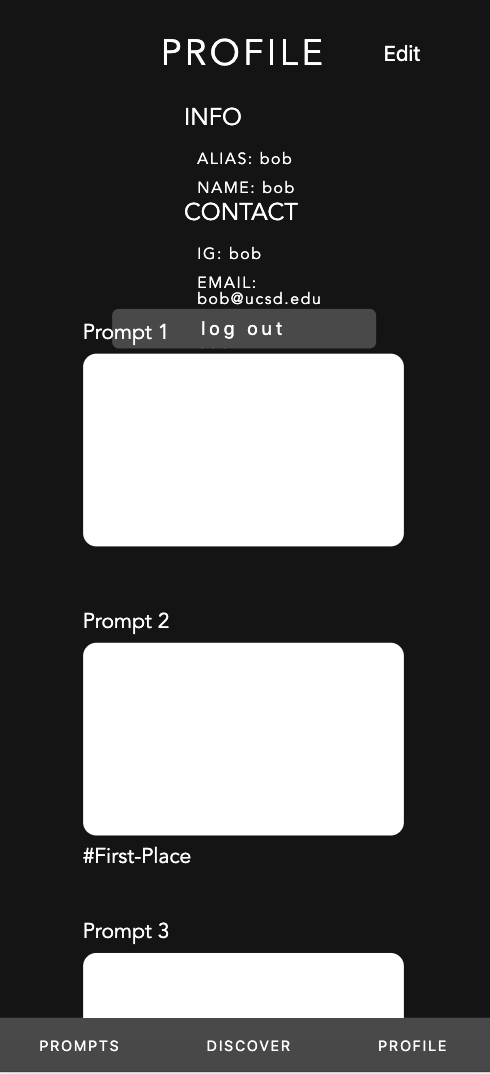 PROFILE
Edit
INFO
ALIAS: bob
NAME: bob
CONTACT
IG: bob
EMAIL:
bob@ucsd.edu
log out
Prompt 1
Prompt 2
#First-Place
Prompt 3
PROMPTS
DISCOVER
PROFILE